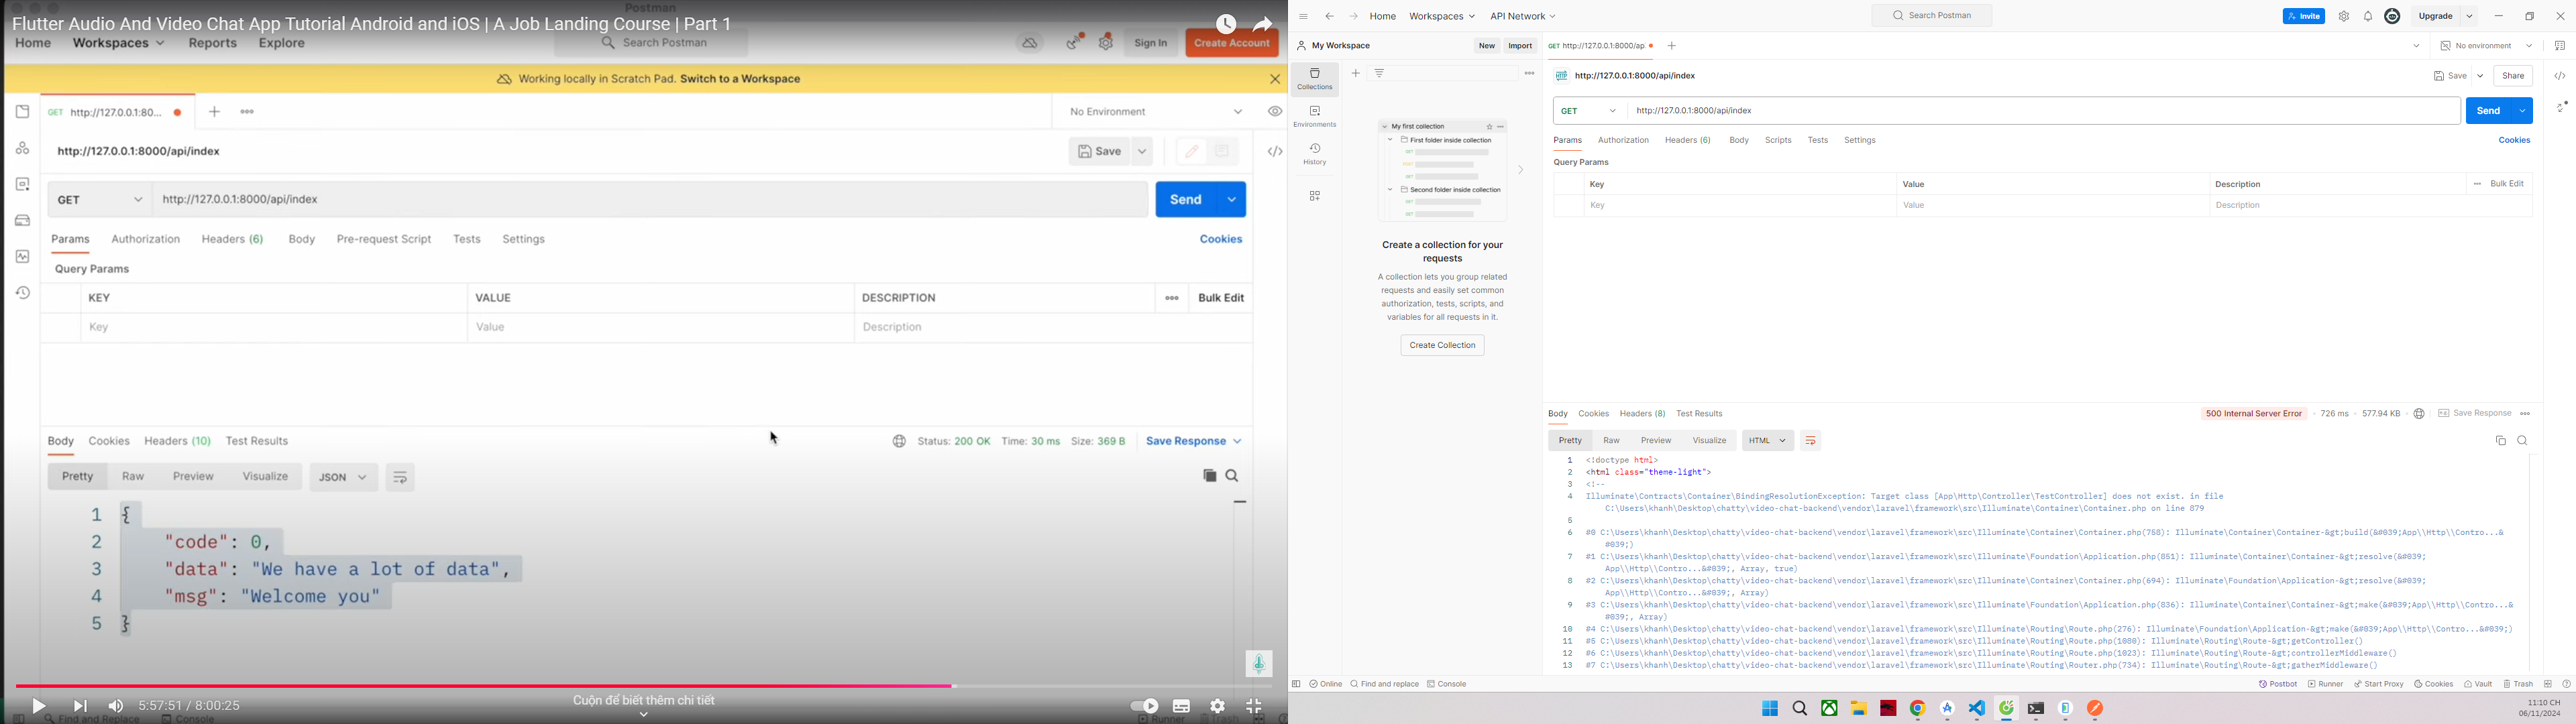 Postman
Flutter Audio And Video Chat App Tutorial Android and iOS | A Job Landing Course | Part 1
Home Workspaces Reports Explore Search Postman Sign In Create Account
Working locally in Scratch Pad. Switch to a Workspace
GET http://127.0.0.1:80... No Environment
http://127.0.0.1:8000/api/index Save
GET http://127.0.0.1:8000/api/index Send
Params Authorization Headers (6) Body Pre-request Script Tests Settings Cookies
Query Params
KEY VALUE DESCRIPTION Bulk Edit
Key Value Description
Body Cookies Headers (10) Test Results Status: 200 OK Time: 30 ms Size: 369 B Save Response
Pretty Raw Preview Visualize JSON
1 {
2 "code": 0,
3 "data": "We have a lot of data",
4 "msg": "Welcome you"
5 }
Cuộn để biết thêm chi tiết
5:57:51 / 8:00:25
Find and Replace Console Runner Trash
Home Workspaces API Network Search Postman Invite Upgrade
My Workspace New Import GET http://127.0.0.1:8000/ap No environment
Collections
Environments
History
My first collection
First folder inside collection
GET
POST
GET
Second folder inside collection
GET
GET
Create a collection for your
requests
A collection lets you group related
requests and easily set common
authorization, tests, scripts, and
variables for all requests in it.
Create Collection
HTTP http://127.0.0.1:8000/api/index Save Share
GET http://127.0.0.1:8000/api/index Send
Params Authorization Headers (6) Body Scripts Tests Settings Cookies
Query Params
Key Value Description Bulk Edit
Key Value Description
Body Cookies Headers (8) Test Results 500 Internal Server Error 726 ms 577.94 KB Save Response
Pretty Raw Preview Visualize HTML
1 <!doctype html>
2 <html class="theme-light">
3 <!--
4 Illuminate\Contracts\Container\BindingResolutionException: Target class [App\Http\Controller\TestController] does not exist. in file
C:\Users\khanh\Desktop\chatty\video-chat-backend\vendor\laravel\framework\src\Illuminate\Container\Container.php on line 879
5
6 #0 C:\Users\khanh\Desktop\chatty\video-chat-backend\vendor\laravel\framework\src\Illuminate\Container\Container.php(758): Illuminate\Container\Container-&gt;build(&#039;App\\Http\\Contro...&
#039;)
7 #1 C:\Users\khanh\Desktop\chatty\video-chat-backend\vendor\laravel\framework\src\Illuminate\Foundation\Application.php(851): Illuminate\Container\Container-&gt;resolve(&#039;
App\\Http\\Contro...&#039;, Array, true)
8 #2 C:\Users\khanh\Desktop\chatty\video-chat-backend\vendor\laravel\framework\src\Illuminate\Container\Container.php(694): Illuminate\Foundation\Application-&gt;resolve(&#039;
App\\Http\\Contro...&#039;, Array)
9 #3 C:\Users\khanh\Desktop\chatty\video-chat-backend\vendor\laravel\framework\src\Illuminate\Foundation\Application.php(836): Illuminate\Container\Container-&gt;make(&#039;App\\Http\\Contro...&
#039;, Array)
10 #4 C:\Users\khanh\Desktop\chatty\video-chat-backend\vendor\laravel\framework\src\Illuminate\Routing\Route.php(276): Illuminate\Foundation\Application-&gt;make(&#039;App\\Http\\Contro...&#039;)
11 #5 C:\Users\khanh\Desktop\chatty\video-chat-backend\vendor\laravel\framework\src\Illuminate\Routing\Route.php(1080): Illuminate\Routing\Route-&gt;getController()
12 #6 C:\Users\khanh\Desktop\chatty\video-chat-backend\vendor\laravel\framework\src\Illuminate\Routing\Route.php(1023): Illuminate\Routing\Route-&gt;controllerMiddleware()
13 #7 C:\Users\khanh\Desktop\chatty\video-chat-backend\vendor\laravel\framework\src\Illuminate\Routing\Router.php(734): Illuminate\Routing\Route-&gt;gatherMiddleware()
Online Find and replace Console Postbot Runner Start Proxy Cookies Vault Trash
11:10 CH
06/11/2024